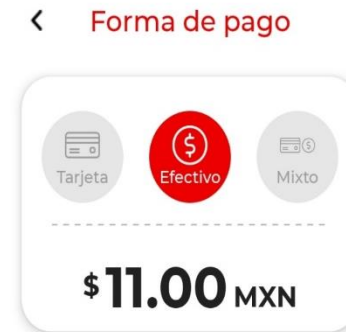 Forma de pago
Tarjeta
Efectivo
Mixto
$11.00 MXN